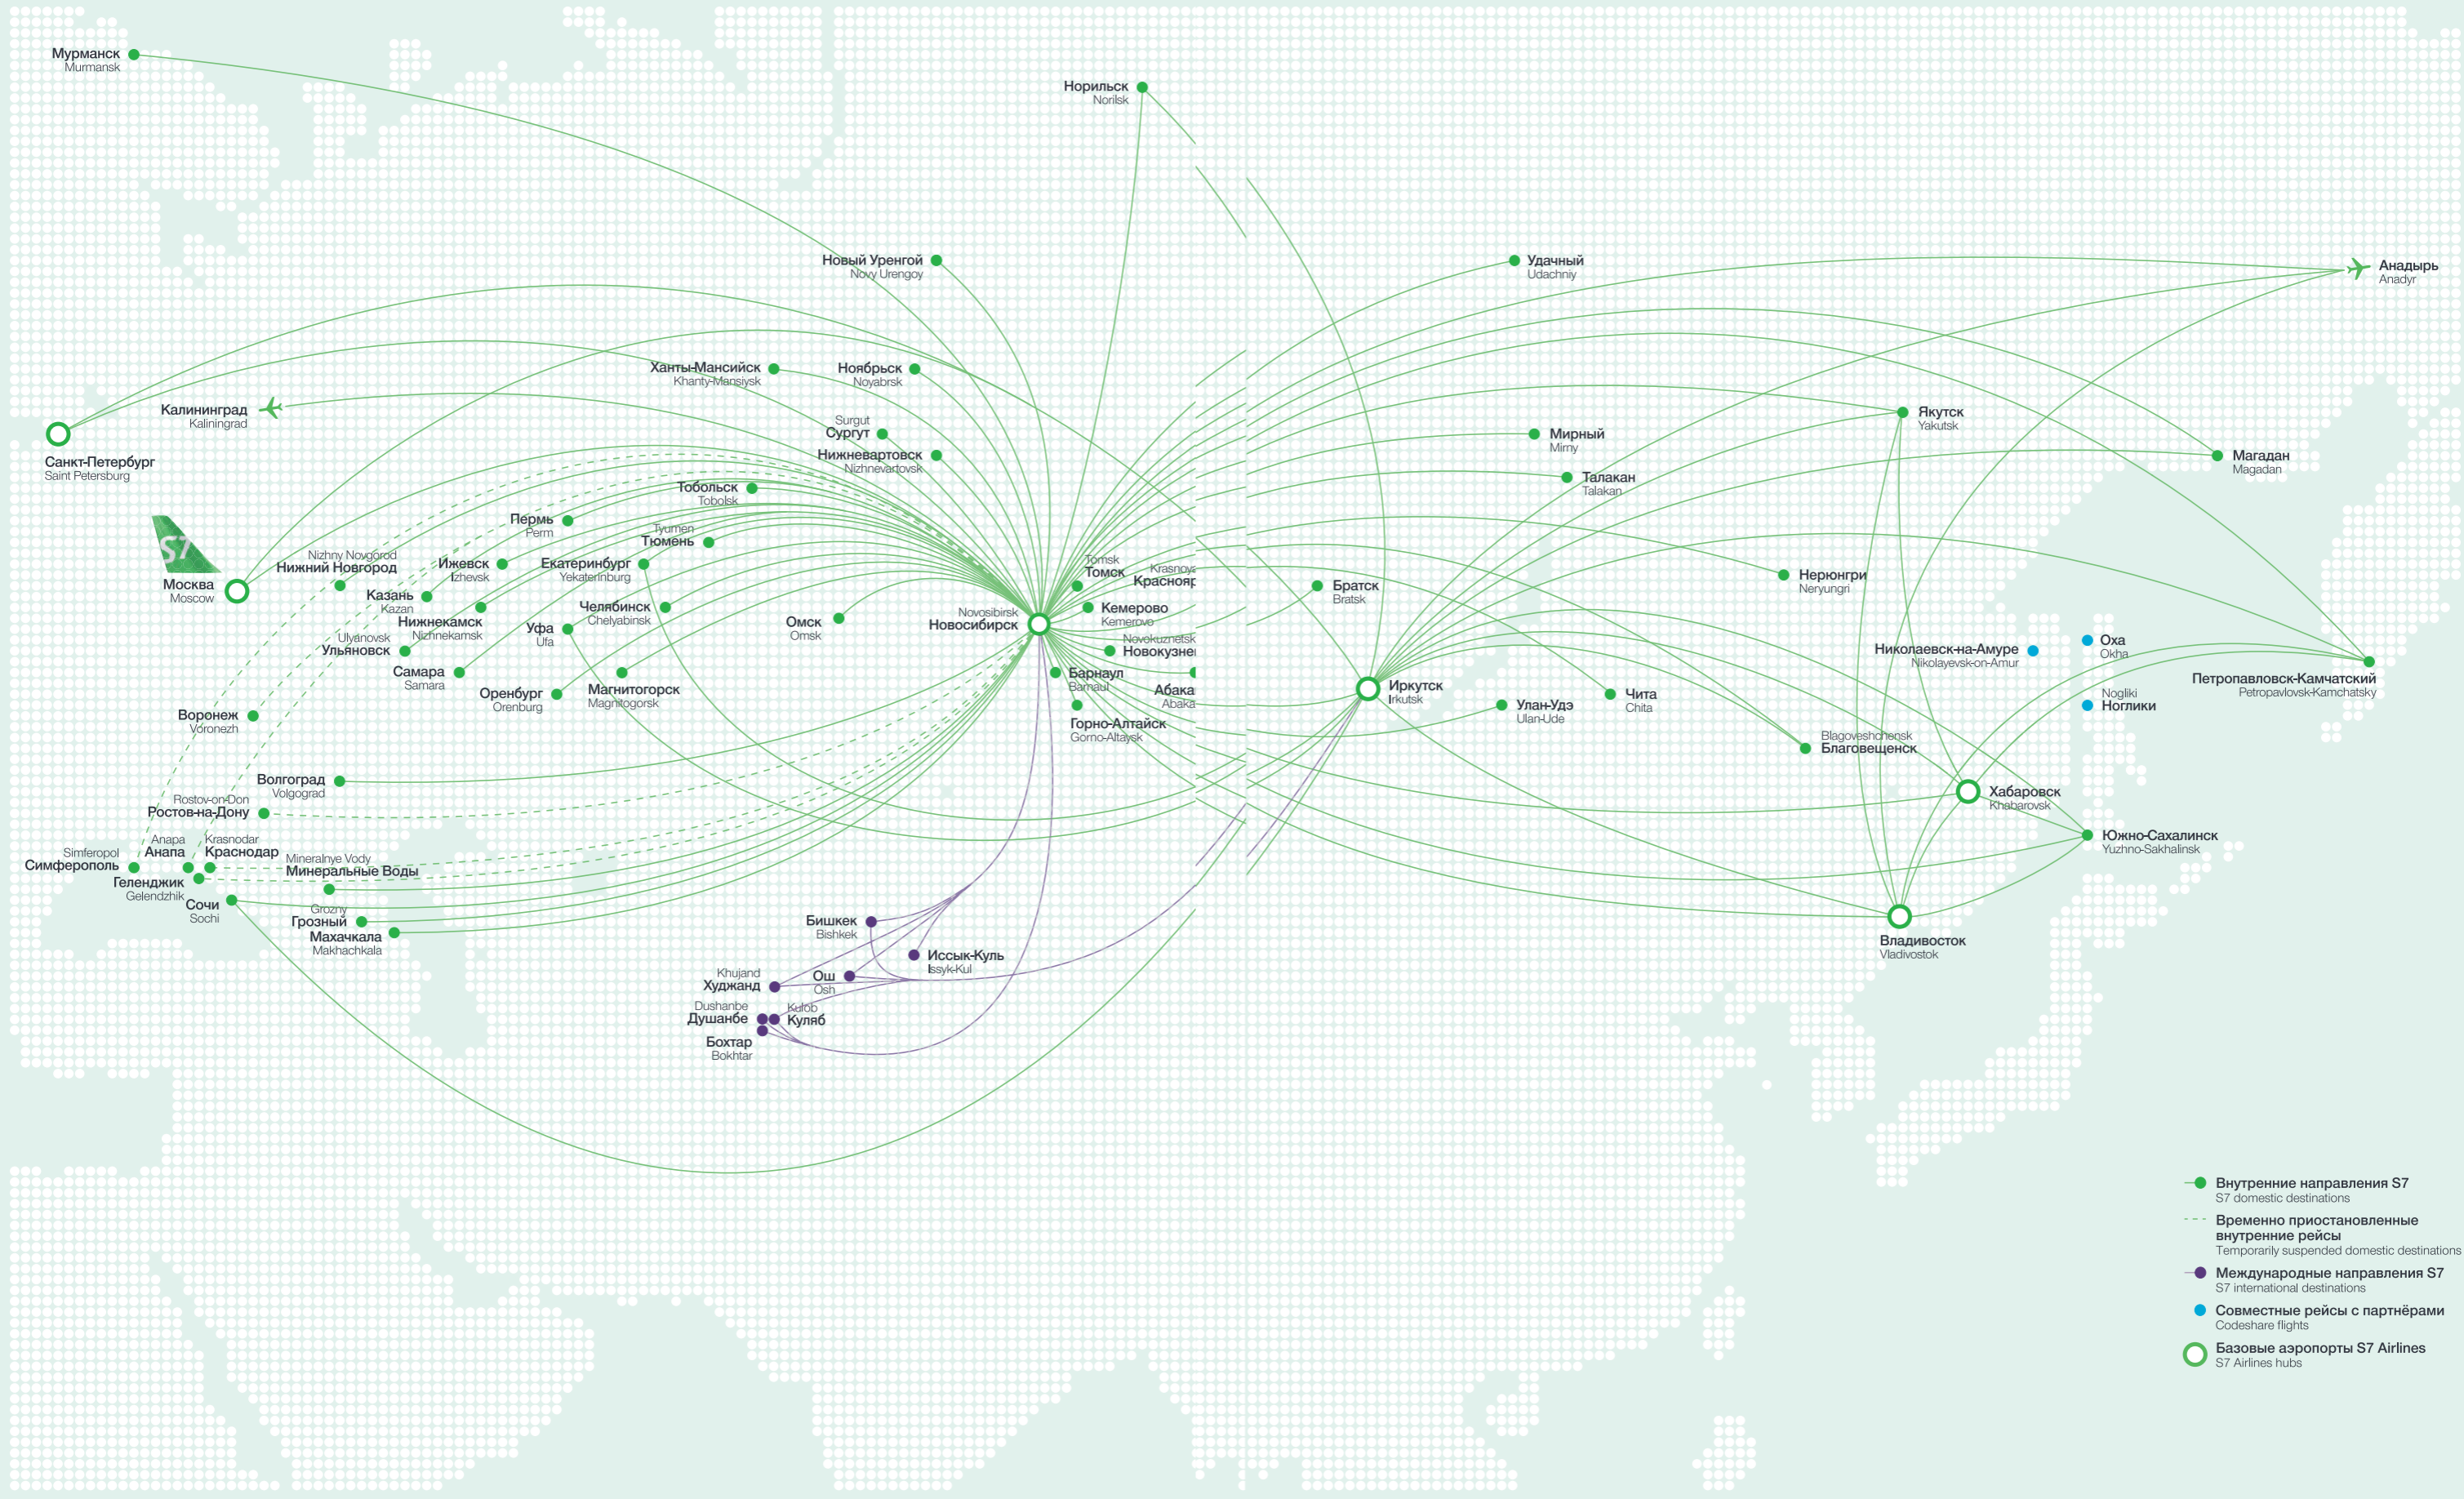 Мурманск
Murmansk
Норильск
Norilsk
Новый Уренгой
Novy Urengoy
Удачный
Udachniy
Анадырь
Anadyr
Ханты-Мансийск
Khanty-Mansiysk
Ноябрьск
Noyabrsk
Калининград
Kaliningrad
Якутск
Yakutsk
Surgut
Сургут
Мирный
Mirny
Нижневартовск
Nizhnevartovsk
Магадан
Magadan
Санкт-Петербург
Saint Petersburg
Талакан
Talakan
Тобольск
Tobolsk
Пермь
Perm
Tyumen
Тюмень
S7
Nizhny Novgorod
Нижний Новгород
Ижевск
Izhevsk
Екатеринбург
Yekaterinburg
Tomsk
Томск
Krasnoya
Краснояр
Нерюнгри
Neryungri
Москва
Moscow
Братск
Bratsk
Казань
Kazan
Челябинск
Chelyabinsk
Кемерово
Kemerovo
Нижнекамск
Nizhnekamsk
Омск
Omsk
Novosibirsk
Новосибирск
Уфа
Ufa
Ulyanovsk
Ульяновск
Novokuznetsk
Новокузнец
Николаевск-на-Амуре
Nikolayevsk-on-Amur
Оха
Okha
Самара
Samara
Барнаул
Barnaul
Петропавловск-Камчатский
Petropavlovsk-Kamchatsky
Оренбург
Orenburg
Магнитогорск
Magnitogorsk
Абака
Abaka
Иркутск
Irkutsk
Чита
Chita
Nogliki
Ноглики
Улан-Удэ
Ulan-Ude
Воронеж
Voronezh
Горно-Алтайск
Gorno-Altaysk
Blagoveshchensk
Благовещенск
Волгоград
Volgograd
Хабаровск
Khabarovsk
Rostov-on-Don
Ростов-на-Дону
Южно-Сахалинск
Yuzhno-Sakhalinsk
Anapa
Анапа
Krasnodar
Краснодар
Simferopol
Симферополь
Mineralnye Vody
Минеральные Воды
Геленджик
Gelendzhik
Сочи
Sochi
Grozny
Грозный
Махачкала
Makhachkala
Бишкек
Bishkek
Владивосток
Vladivostok
Иссык-Куль
Issyk-Kul
Khujand
Худжанд
Ош
Osh
Dushanbe
Душанбе
Kulob
Куляб
Бохтар
Bokhtar
Внутренние направления S7
S7 domestic destinations
Временно приостановленные
внутренние рейсы
Temporarily suspended domestic destinations
Международные направления S7
S7 international destinations
Совместные рейсы с партнёрами
Codeshare flights
Базовые аэропорты S7 Airlines
S7 Airlines hubs